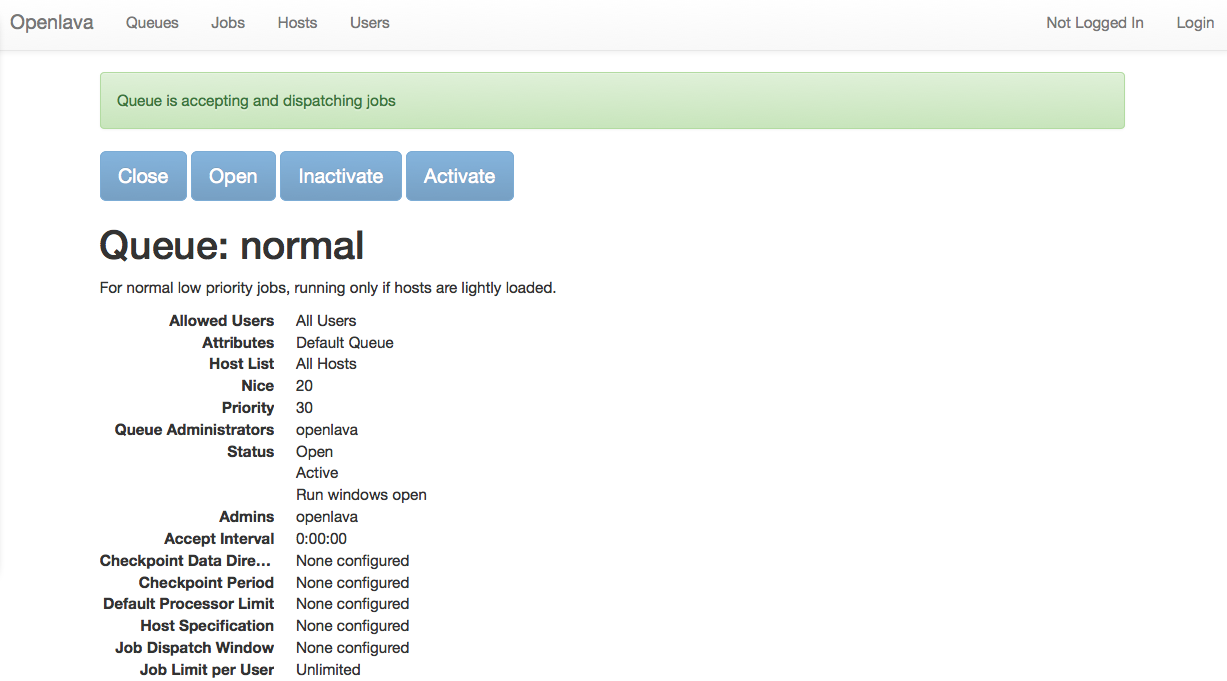 Openlava Queues Jobs Hosts Users Not Logged In Login
Queue is accepting and dispatching jobs
Close Open Inactivate Activate
Queue: normal
For normal low priority jobs, running only if hosts are lightly loaded.
Allowed Users All Users
Attributes Default Queue
Host List All Hosts
Nice 20
Priority 30
Queue Administrators openlava
Status Open
Active
Run windows open
Admins openlava
Accept Interval 0:00:00
Checkpoint Data Dire... None configured
Checkpoint Period None configured
Default Processor Limit None configured
Host Specification None configured
Job Dispatch Window None configured
Job Limit per User Unlimited